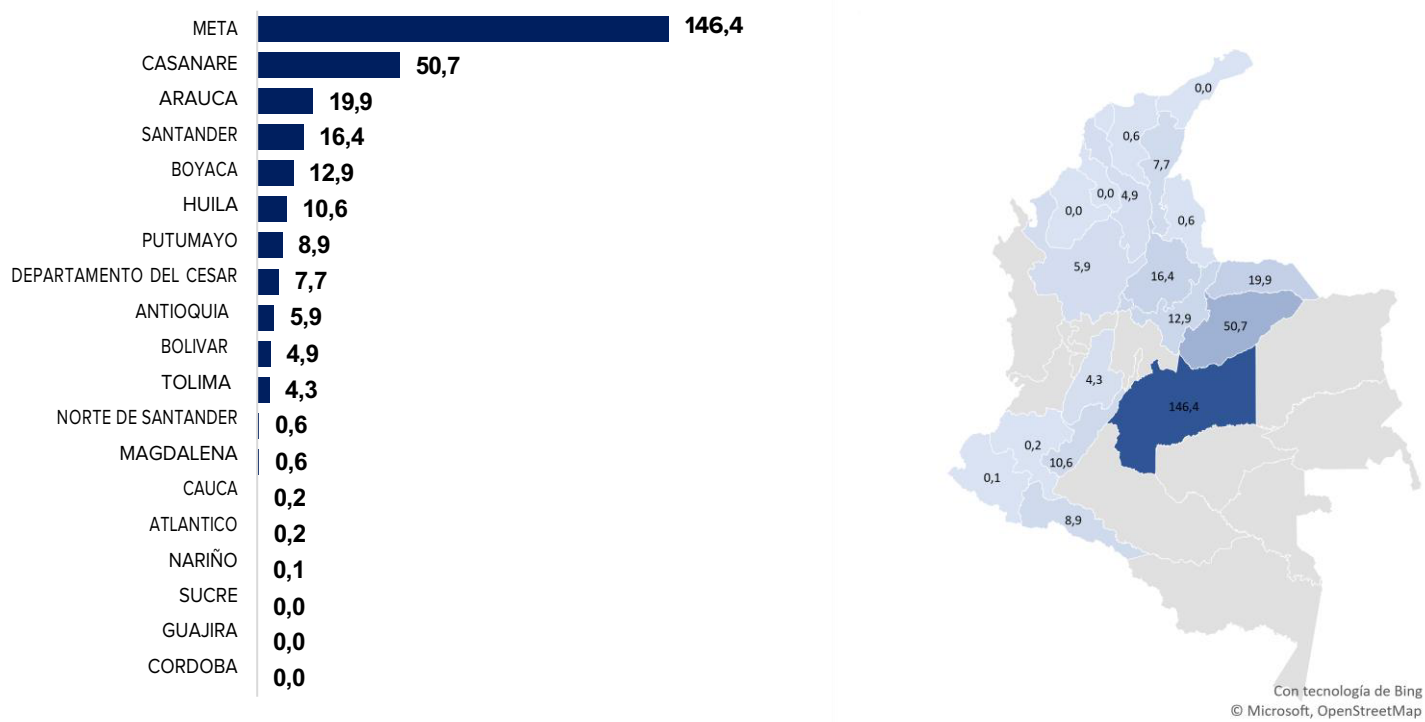 META 146,4
CASANARE 50,7
ARAUCA 19,9
SANTANDER 16,4
BOYACA 12,9
HUILA 10,6
PUTUMAYO 8,9
DEPARTAMENTO DEL CESAR 7,7
ANTIOQUIA 5,9
BOLIVAR 4,9
TOLIMA 4,3
NORTE DE SANTANDER 0,6
MAGDALENA 0,6
CAUCA 0,2
ATLANTICO 0,2
NARIÑO 0,1
SUCRE 0,0
GUAJIRA 0,0
CORDOBA 0,0
0,0
0,6
7,7
0,0 4,9
0,0
0,6
5,9
16,4
19,9
12,9
50,7
4,3
146,4
0,2
10,6
0,1
8,9
Con tecnología de Bing
© Microsoft, OpenStreetMap